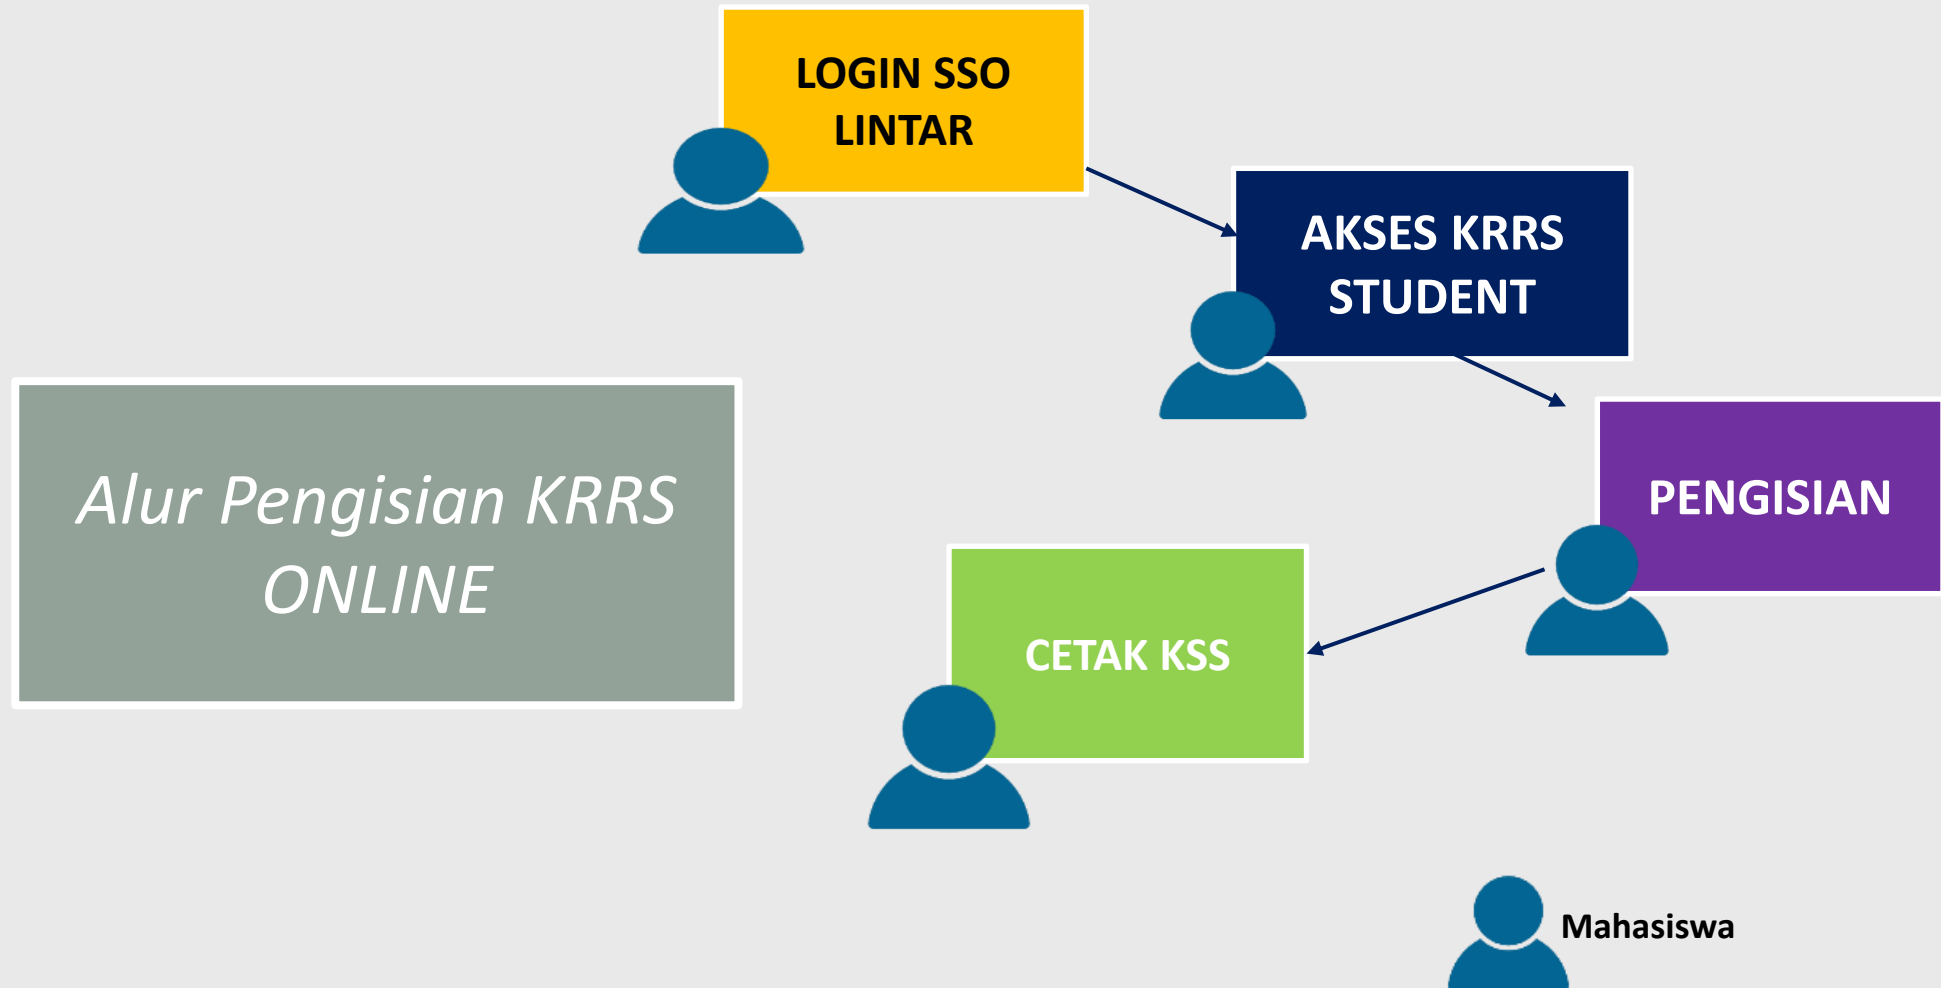 LOGIN SSO
LINTAR
AKSES KRRS
STUDENT
Alur Pengisian KRRS
ONLINE
PENGISIAN
CETAK KSS
Mahasiswa